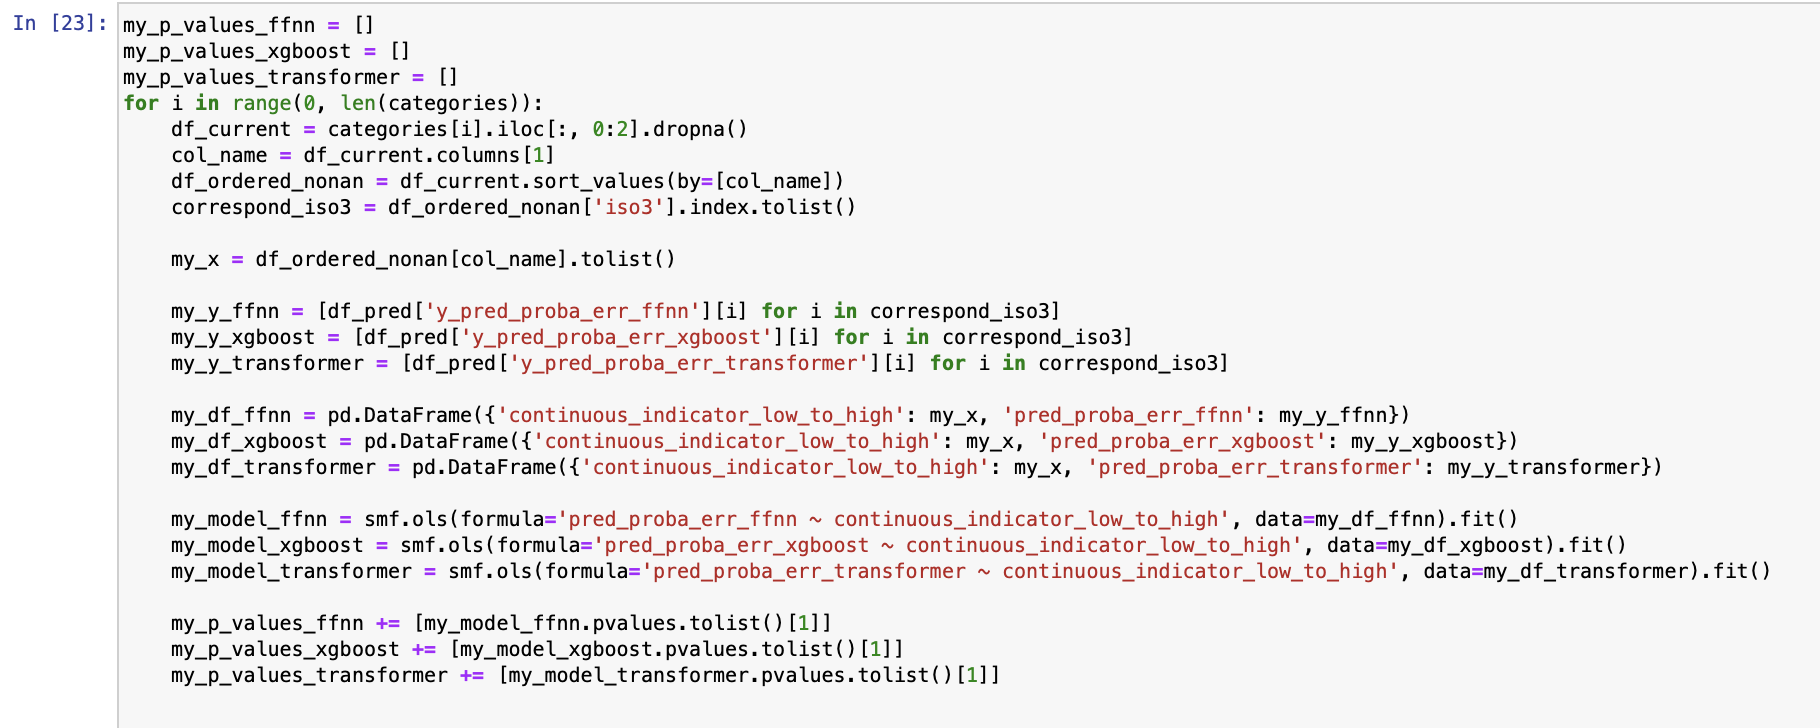 In [23]:
my_p_values_ffnn = []
my_p_values_xgboost = []
my_p_values_transformer = []
for i in range(0, len(categories)):
    df_current = categories[i].iloc[:, 0:2].dropna()
    col_name = df_current.columns[1]
    df_ordered_nonan = df_current.sort_values(by=[col_name])
    correspond_iso3 = df_ordered_nonan['iso3'].index.tolist()

    my_x = df_ordered_nonan[col_name].tolist()

    my_y_ffnn = [df_pred['y_pred_proba_err_ffnn'][i] for i in correspond_iso3]
    my_y_xgboost = [df_pred['y_pred_proba_err_xgboost'][i] for i in correspond_iso3]
    my_y_transformer = [df_pred['y_pred_proba_err_transformer'][i] for i in correspond_iso3]

    my_df_ffnn = pd.DataFrame({'continuous_indicator_low_to_high': my_x, 'pred_proba_err_ffnn': my_y_ffnn})
    my_df_xgboost = pd.DataFrame({'continuous_indicator_low_to_high': my_x, 'pred_proba_err_xgboost': my_y_xgboost})
    my_df_transformer = pd.DataFrame({'continuous_indicator_low_to_high': my_x, 'pred_proba_err_transformer': my_y_transformer})

    my_model_ffnn = smf.ols(formula='pred_proba_err_ffnn ~ continuous_indicator_low_to_high', data=my_df_ffnn).fit()
    my_model_xgboost = smf.ols(formula='pred_proba_err_xgboost ~ continuous_indicator_low_to_high', data=my_df_xgboost).fit()
    my_model_transformer = smf.ols(formula='pred_proba_err_transformer ~ continuous_indicator_low_to_high', data=my_df_transformer).fit()

    my_p_values_ffnn += [my_model_ffnn.pvalues.tolist()[1]]
    my_p_values_xgboost += [my_model_xgboost.pvalues.tolist()[1]]
    my_p_values_transformer += [my_model_transformer.pvalues.tolist()[1]]